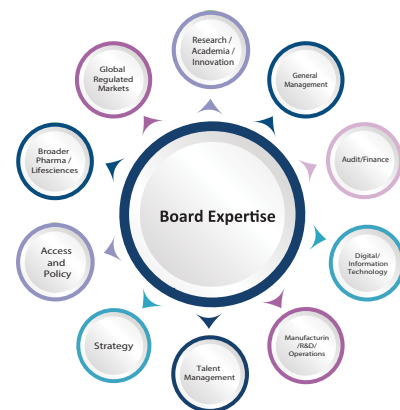 Research /
Academia /
Innovation
General
Management
Audit/Finance
Digital/
Information
Technology
Manufacturin
/R&D/
Operations
Talent
Management
Strategy
Access
and
Policy
Broader
Pharma /
Lifesciences
Global
Regulated
Markets
Board Expertise